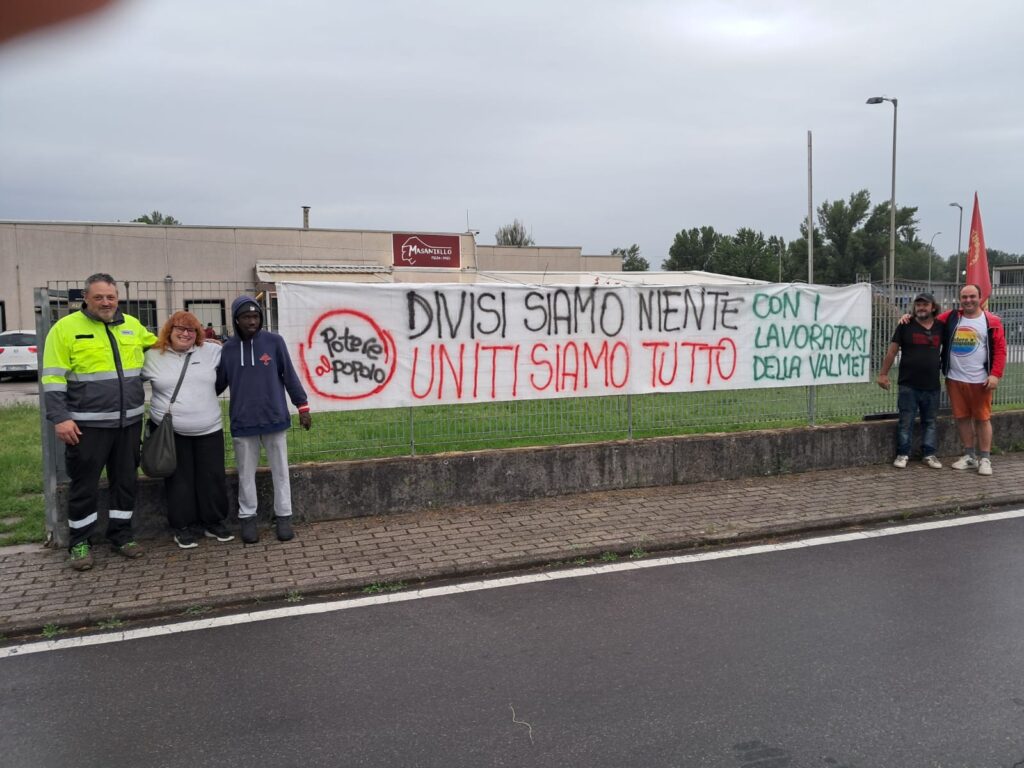 MASANIELLO
Potere
al popolo
DIVISI SIAMO NIENTE
UNITI SIAMO TUTTO
CON I
LAVORATORI
DELLA VALMET